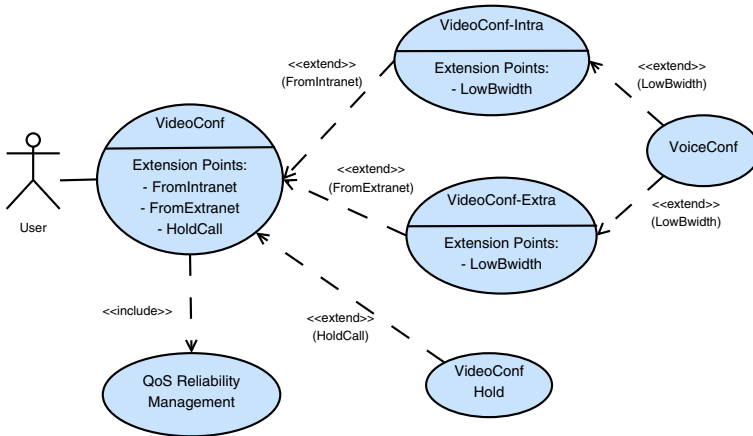 VideoConf-Intra
Extension Points:
- LowBwidth
<<extend>>
(FromIntranet)
<<extend>>
(LowBwidth)
VideoConf
Extension Points:
- FromIntranet
- FromExtranet
- HoldCall
User
VoiceConf
<<extend>>
(FromExtranet)
VideoConf-Extra
Extension Points:
- LowBwidth
<<extend>>
(LowBwidth)
<<include>>
<<extend>>
(HoldCall)
QoS Reliability
Management
VideoConf
Hold